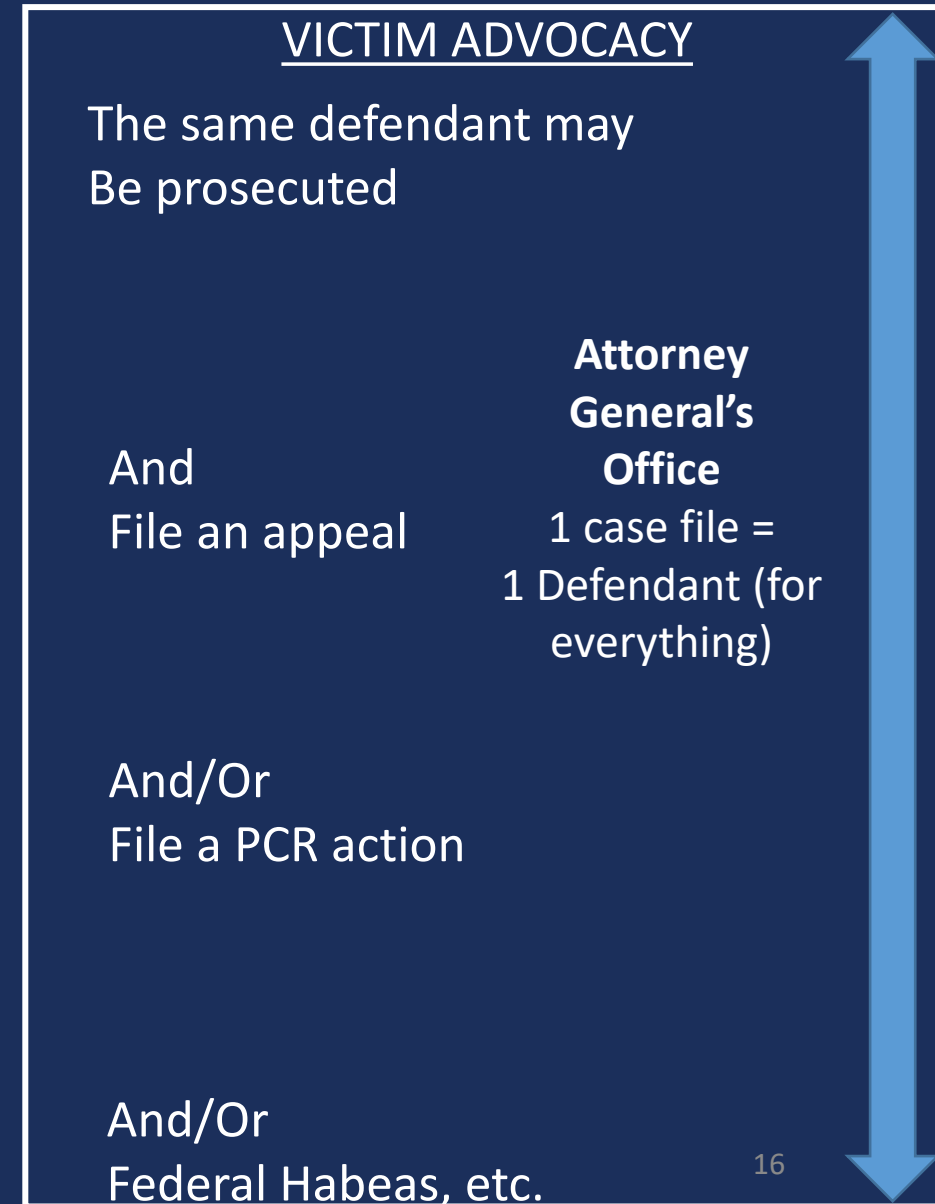 VICTIM ADVOCACY
The same defendant may
Be prosecuted
Attorney
General’s
Office
1 case file =
1 Defendant (for
everything)
And
File an appeal
And/Or
File a PCR action
And/Or
Federal Habeas, etc.
16